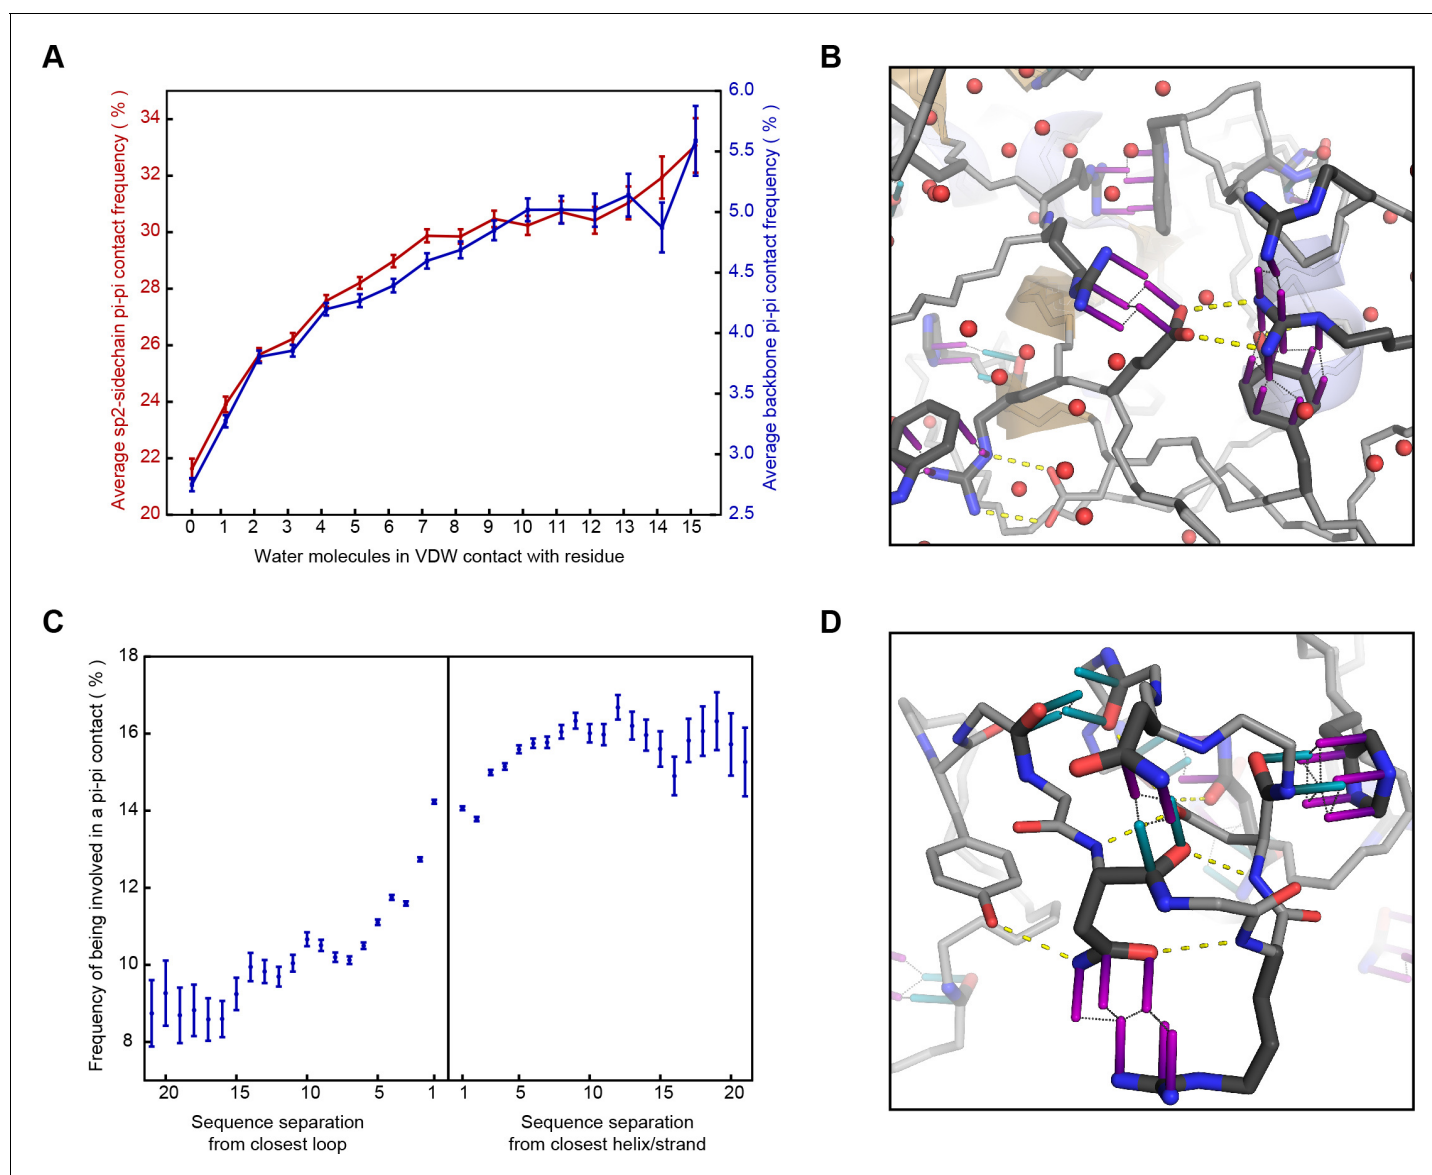 A
B
Average sp2-sidechain pi-pi contact frequency ( % )
34
32
30
28
26
24
22
20
6.0
5.5
5.0
4.5
4.0
3.5
3.0
2.5
Average backbone pi-pi contact frequency ( % )
0 1 2 3 4 5 6 7 8 9 10 11 12 13 14 15
Water molecules in VDW contact with residue
C
D
Frequency of being involved in a pi-pi contact ( % )
18
16
14
12
10
8
20 15 10 5 1 1 5 10 15 20
Sequence separation
from closest loop
Sequence separation
from closest helix/strand